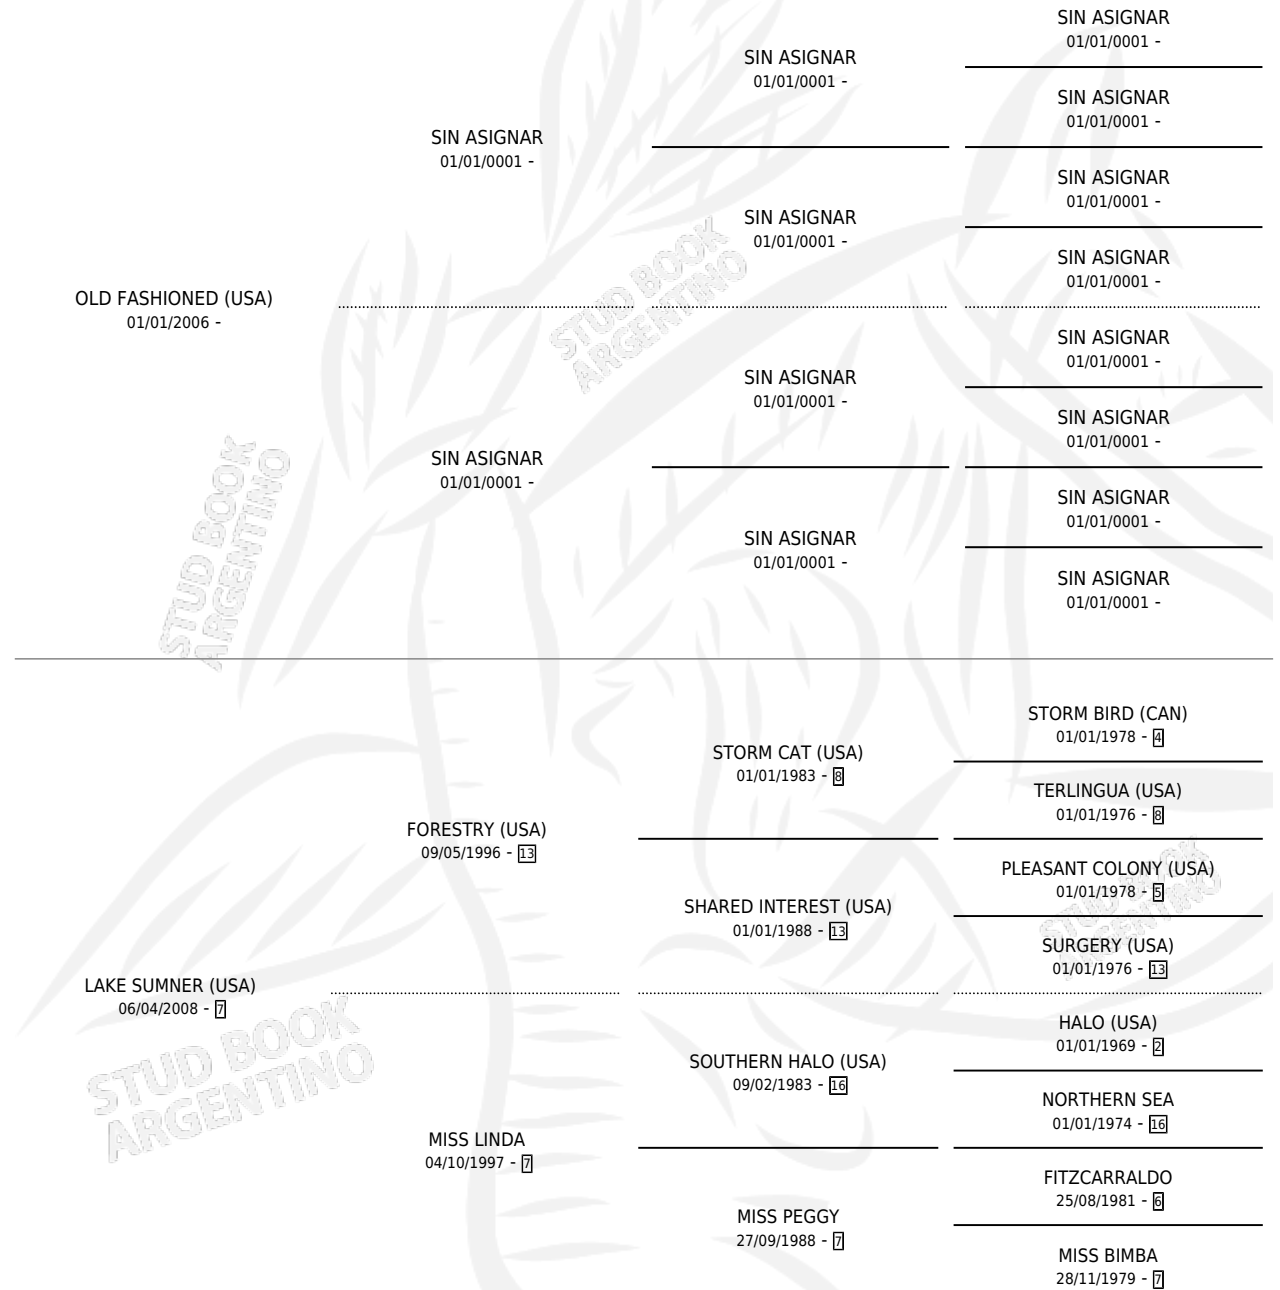 SIN ASIGNAR
01/01/0001 -
SIN ASIGNAR
01/01/0001 -
SIN ASIGNAR
01/01/0001 -
SIN ASIGNAR
01/01/0001 -
SIN ASIGNAR
01/01/0001 -
SIN ASIGNAR
01/01/0001 -
STUD BOOK
ARGENTINO
SIN ASIGNAR
01/01/0001 -
OLD FASHIONED (USA)
01/01/2006 -
SIN ASIGNAR
01/01/0001 -
SIN ASIGNAR
01/01/0001 -
SIN ASIGNAR
01/01/0001 -
SIN ASIGNAR
01/01/0001 -
STUD BOOK
ARGENTINO
SIN ASIGNAR
01/01/0001 -
SIN ASIGNAR
01/01/0001 -
SIN ASIGNAR
01/01/0001 -
STORM BIRD (CAN)
01/01/1978 - 4
STORM CAT (USA)
01/01/1983 - 8
TERLINGUA (USA)
01/01/1976 - 8
FORESTRY (USA)
09/05/1996 - 13
PLEASANT COLONY (USA)
01/01/1978 - 5
STUD BOOK
ARGENTINO
SHARED INTEREST (USA)
01/01/1988 - 13
SURGERY (USA)
01/01/1976 - 13
LAKE SUMNER (USA)
06/04/2008 - 7
STUD BOOK
ARGENTINO
HALO (USA)
01/01/1969 - 2
SOUTHERN HALO (USA)
09/02/1983 - 16
NORTHERN SEA
01/01/1974 - 16
MISS LINDA
04/10/1997 - 7
FITZCARRALDO
25/08/1981 - 6
MISS PEGGY
27/09/1988 - 7
MISS BIMBA
28/11/1979 - 7